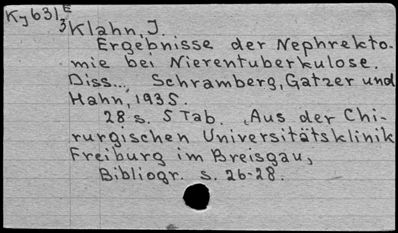 Ky631 E
3 Klahn, J.
Ergebnisse der Nephrekto-
mie bei Nierentuberkulose.
Diss.., Schramberg, Gatzer und
Hahn, 1935.
28 s. 5 Tab. Aus der Chi-
rurgischen Universitätsklinik
Freiburg im Breisgau,
Bibliogr. s. 26-28.